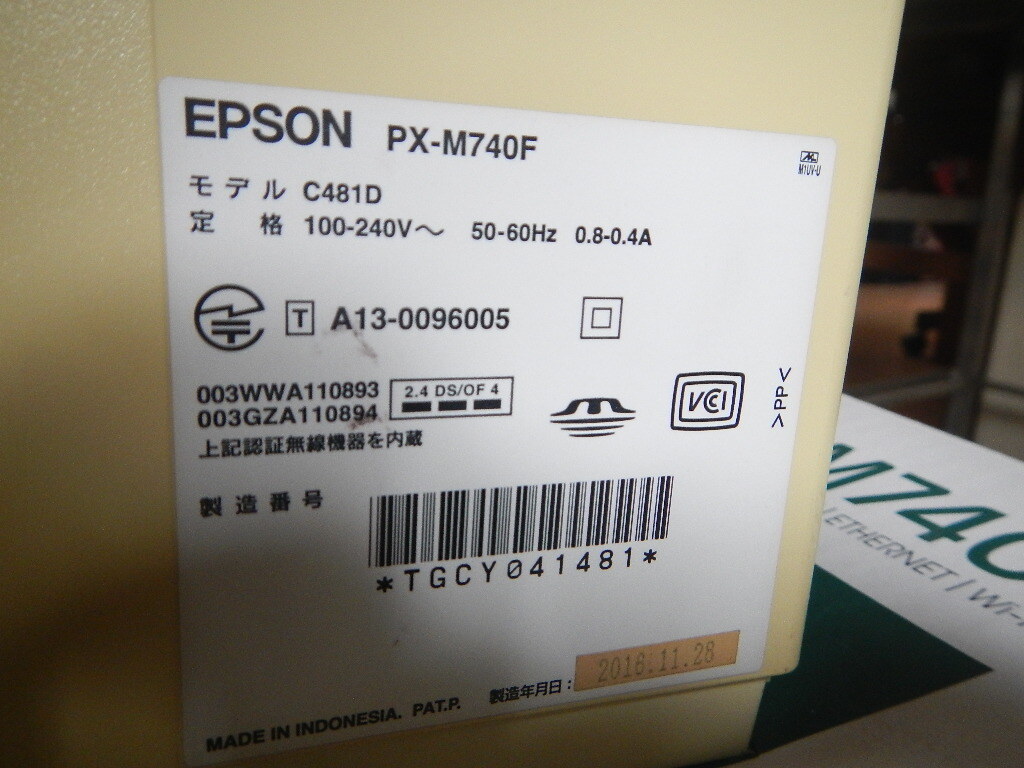 EPSON PX-M740F
M1UV-U
モデル C481D
定 格 100-240V～ 50-60Hz 0.8-0.4A
T A13-0096005
003WWA110893
003GZA110894
2.4 DS/OF 4
上記認証無線機器を内蔵
VCCI
>PP<
製造番号
*TGCY041481*
製造年月日: 2016.11.28
MADE IN INDONESIA. PAT.P.
M740
ETHERNET | Wi-